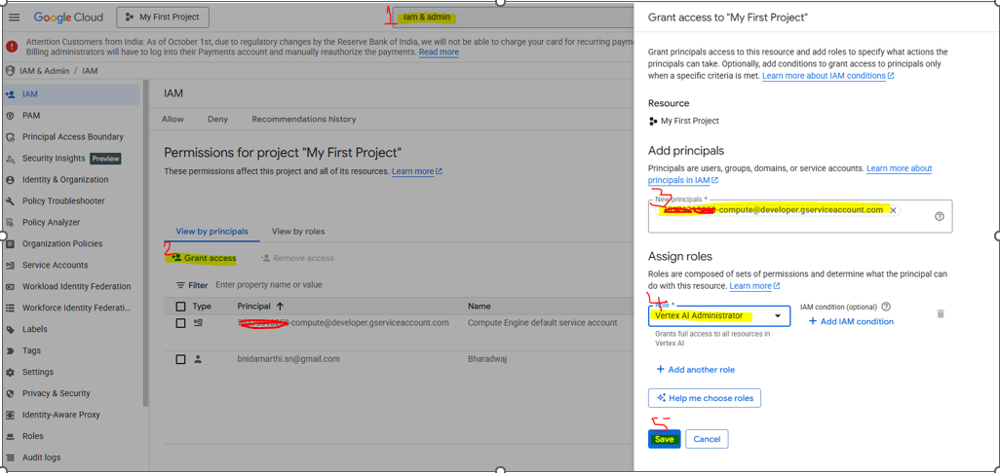 Google Cloud
My First Project
1
iam & admin
Attention Customers from India: As of October 1st, due to regulatory changes by the Reserve Bank of India, we will not be able to charge your card for recurring payme
Billing administrators will have to log into their Payments account and manually reauthorize the payments. Read more
IAM & Admin / IAM
IAM
PAM
Principal Access Boundary
Security Insights Preview
Identity & Organization
Policy Troubleshooter
Policy Analyzer
Organization Policies
Service Accounts
Workload Identity Federation
Workforce Identity Federati...
Labels
Tags
Settings
Privacy & Security
Identity-Aware Proxy
Roles
Audit logs
IAM
Allow Deny Recommendations history
Permissions for project "My First Project"
These permissions affect this project and all of its resources. Learn more
View by principals View by roles
2
Grant access Remove access
Filter Enter property name or value
Type Principal Name
-compute@developer.gserviceaccount.com Compute Engine default service account
bnidamarthi.sn@gmail.com Bharadwaj
Grant access to "My First Project"
Grant principals access to this resource and add roles to specify what actions the
principals can take. Optionally, add conditions to grant access to principals only
when a specific criteria is met. Learn more about IAM conditions
Resource
My First Project
Add principals
Principals are users, groups, domains, or service accounts. Learn more about
principals in IAM
3
New principals *
-compute@developer.gserviceaccount.com
Assign roles
Roles are composed of sets of permissions and determine what the principal can
do with this resource. Learn more
4
Role * IAM condition (optional)
Vertex AI Administrator
Add IAM condition
Grants full access to all resources in
Vertex AI
Add another role
Help me choose roles
5
Save Cancel